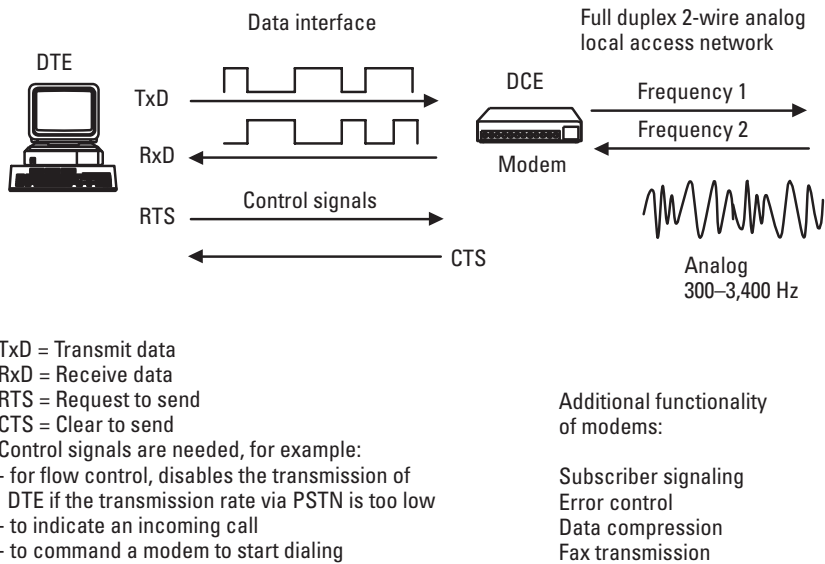 Data interface
Full duplex 2-wire analog
local access network
DTE
TxD
DCE
Frequency 1
Frequency 2
RxD
Modem
RTS
Control signals
CTS
Analog
300–3,400 Hz
TxD = Transmit data
RxD = Receive data
RTS = Request to send
CTS = Clear to send
Control signals are needed, for example:
- for flow control, disables the transmission of
DTE if the transmission rate via PSTN is too low
- to indicate an incoming call
- to command a modem to start dialing
Additional functionality
of modems:
Subscriber signaling
Error control
Data compression
Fax transmission